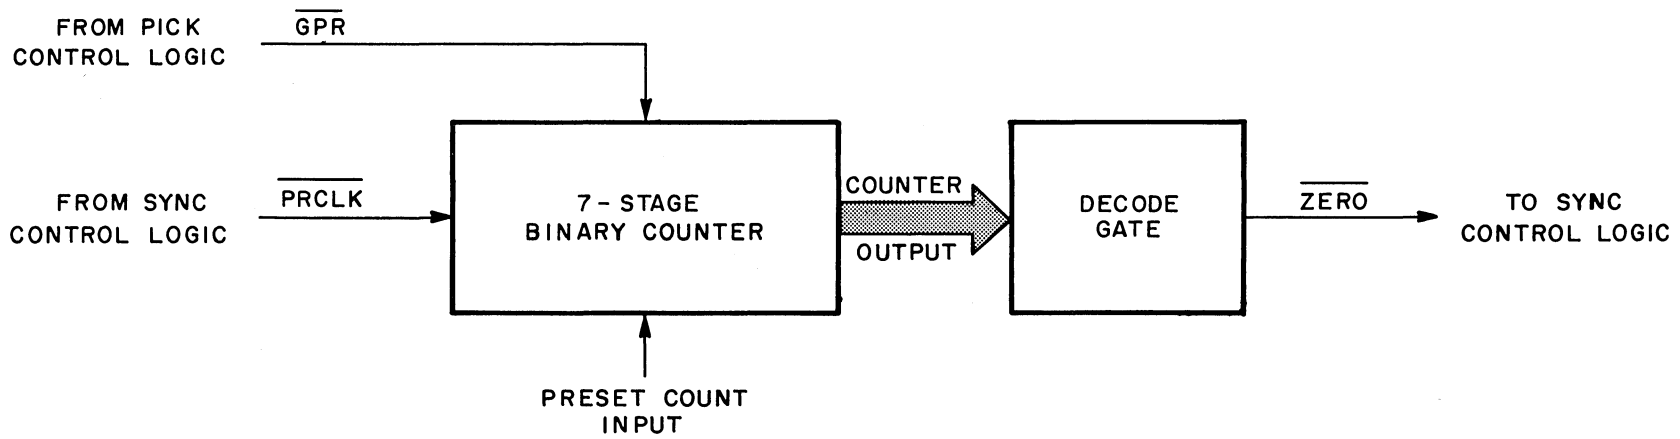 FROM PICK
CONTROL LOGIC
GPR
FROM SYNC
CONTROL LOGIC
PRCLK
7-STAGE
BINARY COUNTER
PRESET COUNT
INPUT
COUNTER
OUTPUT
DECODE
GATE
ZERO
TO SYNC
CONTROL LOGIC